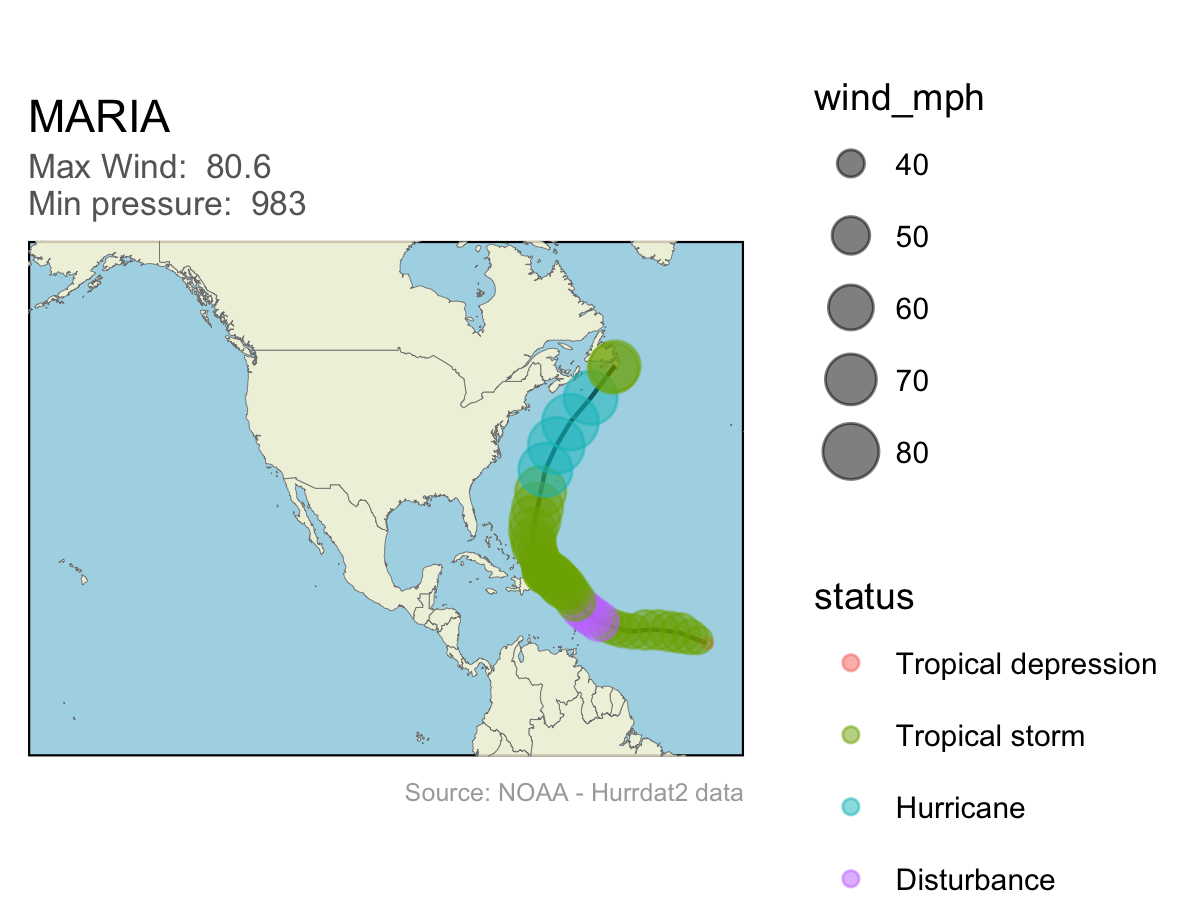 MARIA
Max Wind:  80.6
Min pressure:  983
Source: NOAA - Hurrdat2 data
wind_mph
40
50
60
70
80
status
Tropical depression
Tropical storm
Hurricane
Disturbance